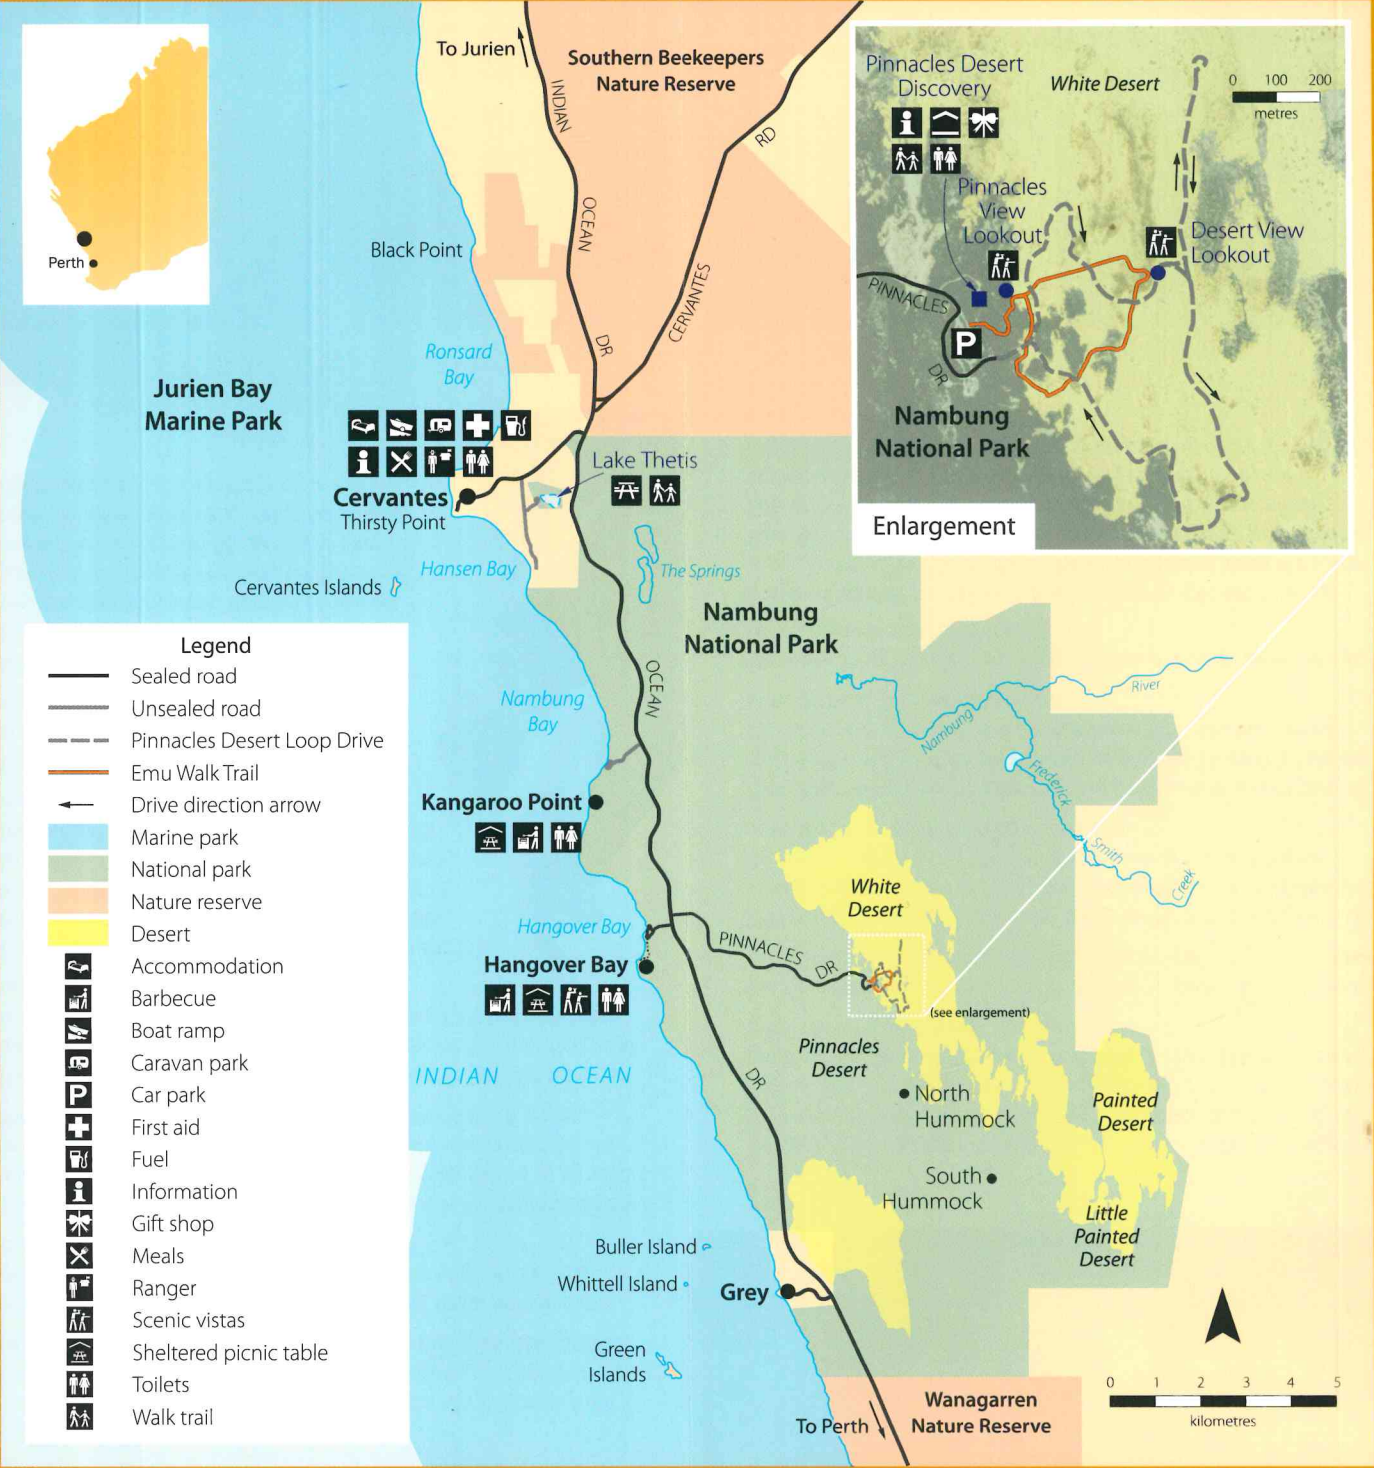 To Jurien
Southern Beekeepers
Nature Reserve
INDIAN
OCEAN
DR
RD
CERVANTES
Perth
Black Point
Ronsard
Bay
Jurien Bay
Marine Park
Cervantes
Thirsty Point
Lake Thetis
Hansen Bay
Cervantes Islands
The Springs
Nambung
National Park
OCEAN
Nambung
Bay
River
Nambung
Frederick
Smith
Creek
Kangaroo Point
White
Desert
Hangover Bay
Hangover Bay
PINNACLES
DR
(see enlargement)
Pinnacles
Desert
INDIAN OCEAN
DR
North
Hummock
South
Hummock
Painted
Desert
Little
Painted
Desert
Buller Island
Whittell Island
Grey
Green
Islands
To Perth
Wanagarren
Nature Reserve
0 1 2 3 4 5
kilometres
Pinnacles Desert
Discovery
White Desert
0 100 200
metres
Pinnacles
View
Lookout
Desert View
Lookout
PINNACLES
DR
P
Nambung
National Park
Enlargement
Legend
Sealed road
Unsealed road
Pinnacles Desert Loop Drive
Emu Walk Trail
Drive direction arrow
Marine park
National park
Nature reserve
Desert
Accommodation
Barbecue
Boat ramp
Caravan park
P Car park
First aid
Fuel
Information
Gift shop
Meals
Ranger
Scenic vistas
Sheltered picnic table
Toilets
Walk trail